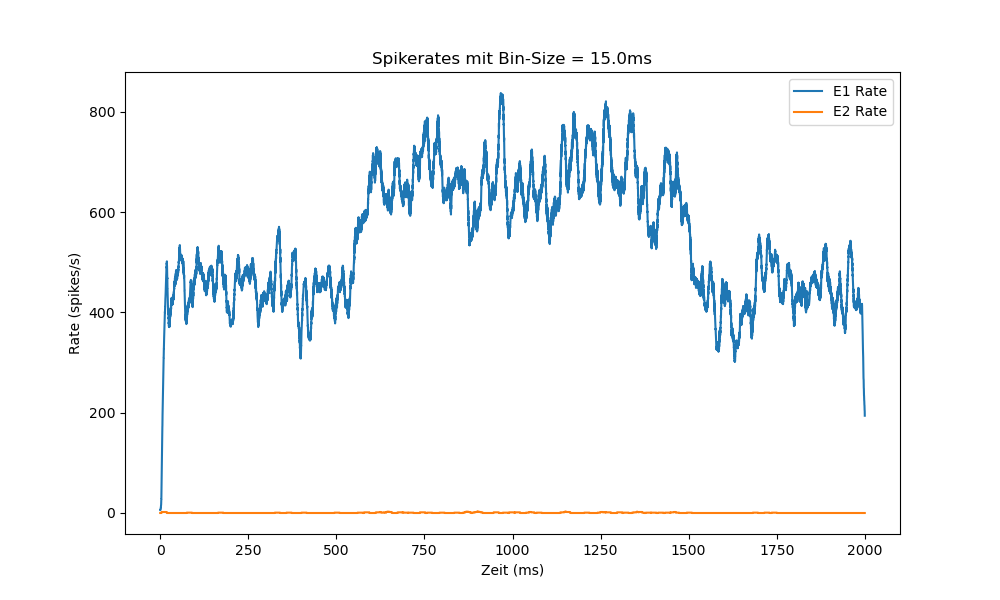 Spikerates mit Bin-Size = 15.0ms
E1 Rate
E2 Rate
Rate (spikes/s)
800
600
400
200
0
0 250 500 750 1000 1250 1500 1750 2000
Zeit (ms)